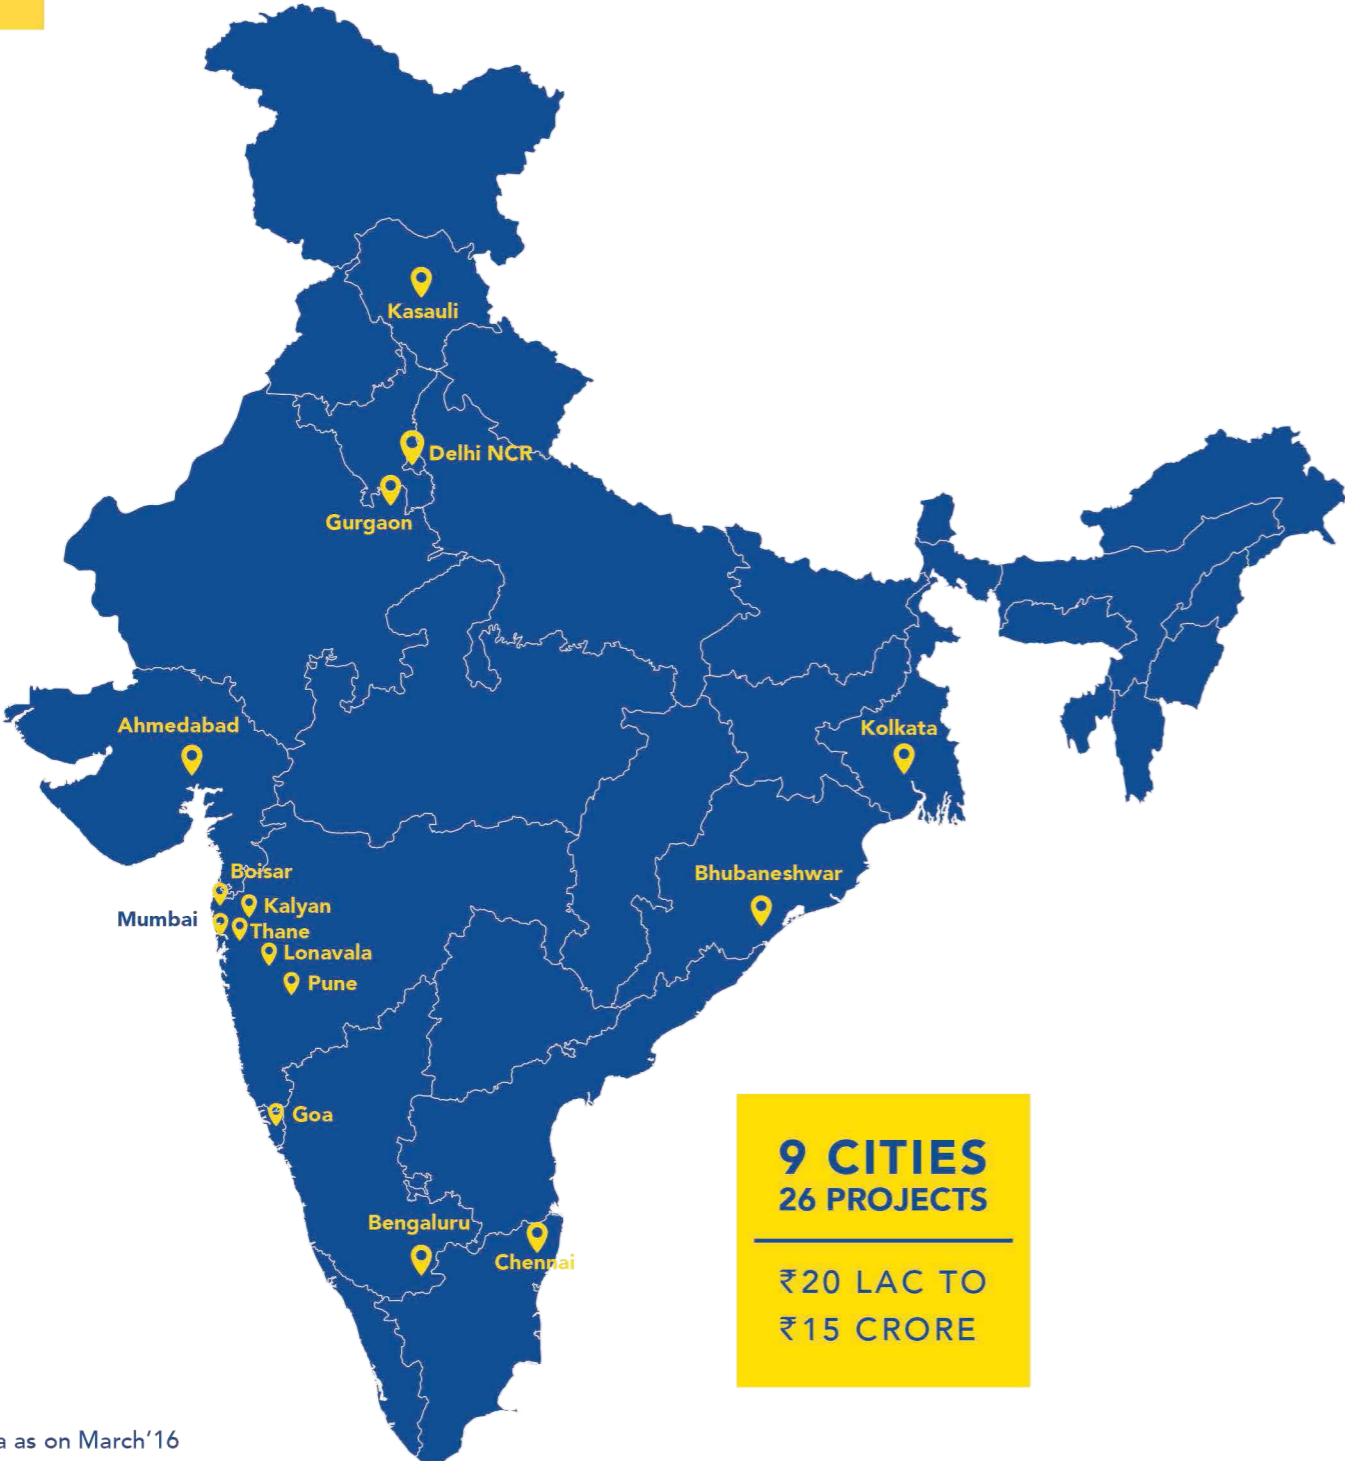 Kasauli
Delhi NCR
Gurgaon
Ahmedabad
Kolkata
Boisar
Bhubaneshwar
Kalyan
Mumbai
Thane
Lonavala
Pune
Goa
9 CITIES
26 PROJECTS
Bengaluru
Chennai
₹20 LAC TO
₹15 CRORE
as on March'16